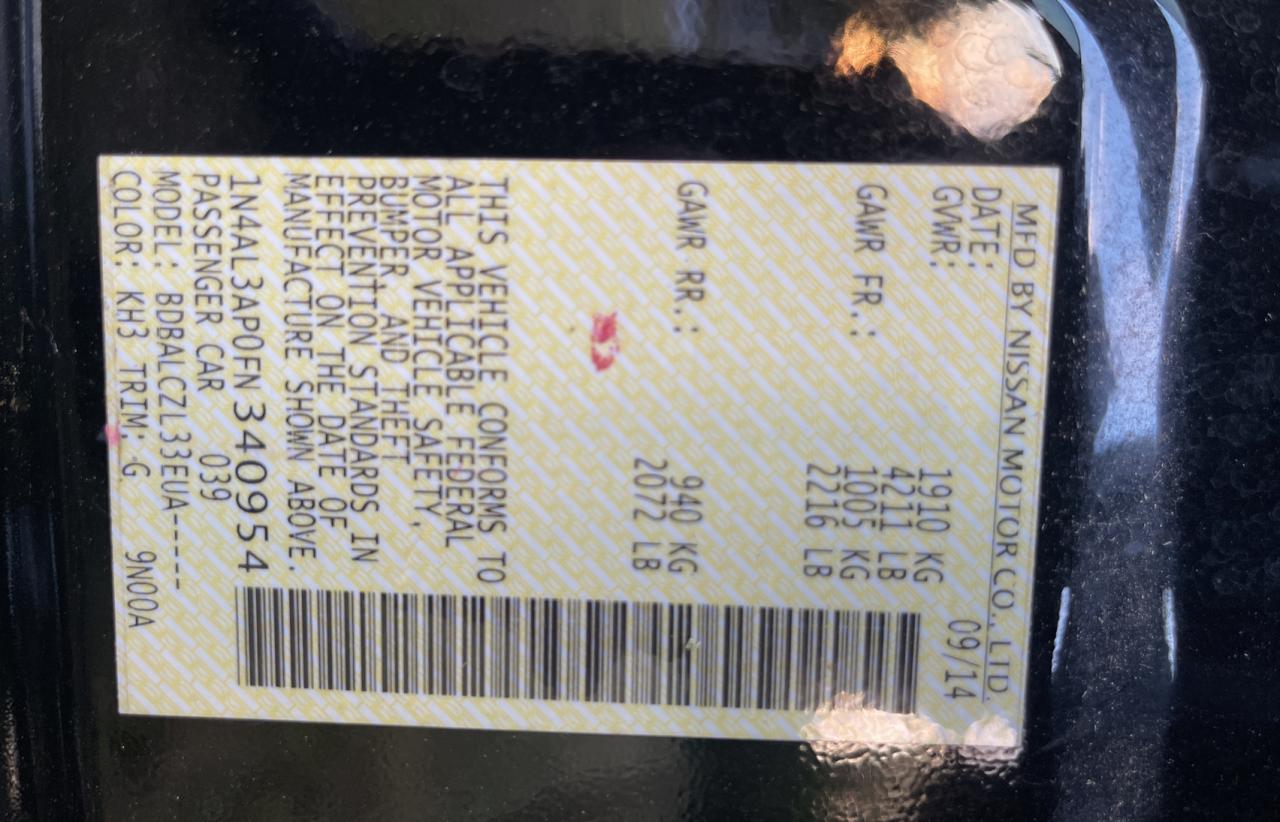 MFD BY NISSAN MOTOR CO., LTD.
DATE: 09/14
GVWR: 1910 KG
4211 LB
GAWR FR.: 1005 KG
2216 LB
GAWR RR.: 940 KG
2072 LB
THIS VEHICLE CONFORMS TO
ALL APPLICABLE FEDERAL
MOTOR VEHICLE SAFETY,
BUMPER, AND THEFT
PREVENTION STANDARDS IN
EFFECT ON THE DATE OF
MANUFACTURE SHOWN ABOVE.
1N4AL3AP0FN340954
PASSENGER CAR 039
MODEL: BDBALCZL33EUA-----
COLOR: KH3 TRIM: G 9N00A